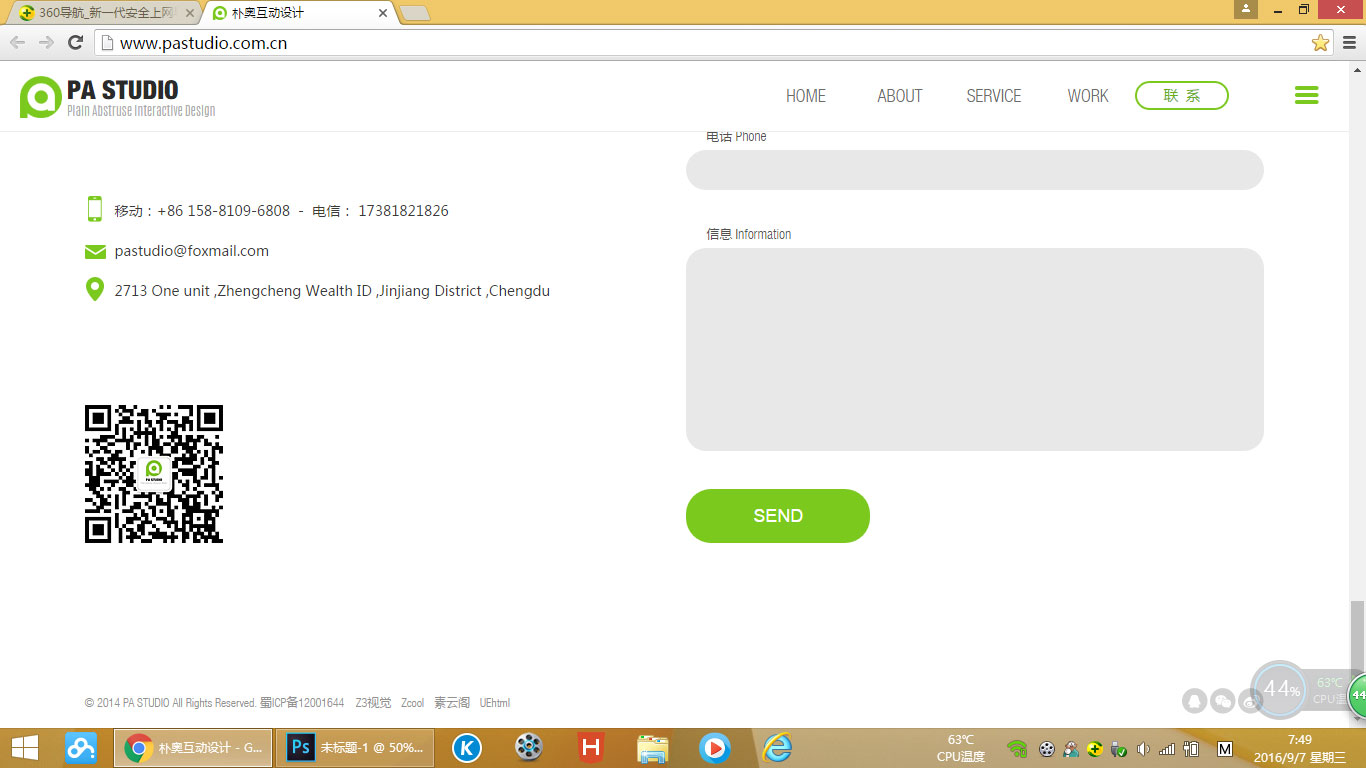 360导航_新一代安全上网
朴奥互动设计
www.pastudio.com.cn
PA STUDIO
Plain Abstruse Interactive Design
HOME
ABOUT
SERVICE
WORK
联 系
电话 Phone
移动：+86 158-8109-6808 - 电信： 17381821826
pastudio@foxmail.com
2713 One unit ,Zhengcheng Wealth ID ,Jinjiang District ,Chengdu
信息 Information
PA STUDIO
SEND
© 2014 PA STUDIO All Rights Reserved. 蜀ICP备12001644 Z3视觉 Zcool 素云阁 UEhtml
44%
63℃
CPU温
44
朴奥互动设计 - G...
Ps
未标题-1 @ 50%...
K
H
63℃
CPU温度
M
7:49
2016/9/7 星期三